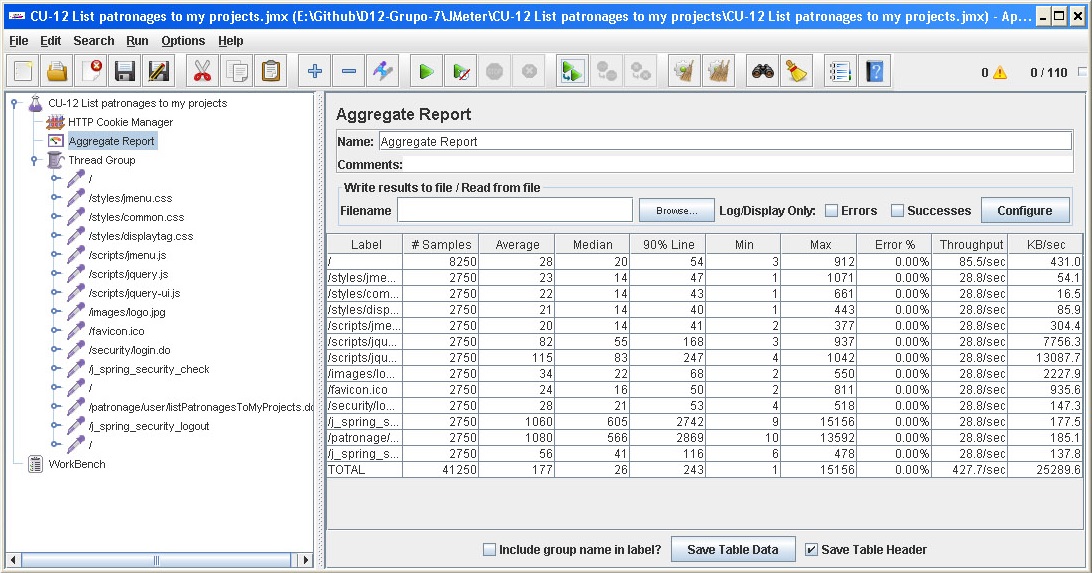 CU-12 List patronages to my projects.jmx (E:\Github\D12-Grupo-7\JMeter\CU-12 List patronages to my projects\CU-12 List patronages to my projects.jmx) - Ap...
File Edit Search Run Options Help
0 0 / 110
CU-12 List patronages to my projects
HTTP Cookie Manager
Aggregate Report
Thread Group
/
/styles/jmenu.css
/styles/common.css
/styles/displaytag.css
/scripts/jmenu.js
/scripts/jquery.js
/scripts/jquery-ui.js
/images/logo.jpg
/favicon.ico
/security/login.do
/j_spring_security_check
/
/patronage/user/listPatronagesToMyProjects.do
/j_spring_security_logout
/
WorkBench
Aggregate Report
Name: Aggregate Report
Comments:
Write results to file / Read from file
Filename Browse... Log/Display Only: Errors Successes Configure
Label # Samples Average Median 90% Line Min Max Error % Throughput KB/sec
/ 8250 28 20 54 3 912 0.00% 85.5/sec 431.0
/styles/jme... 2750 23 14 47 1 1071 0.00% 28.8/sec 54.1
/styles/com... 2750 22 14 43 1 661 0.00% 28.8/sec 16.5
/styles/disp... 2750 21 14 40 1 443 0.00% 28.8/sec 85.9
/scripts/jme... 2750 20 14 41 2 377 0.00% 28.8/sec 304.4
/scripts/jqu... 2750 82 55 168 3 937 0.00% 28.8/sec 7756.3
/scripts/jqu... 2750 115 83 247 4 1042 0.00% 28.8/sec 13087.7
/images/lo... 2750 34 22 68 2 550 0.00% 28.8/sec 2227.9
/favicon.ico 2750 24 16 50 2 811 0.00% 28.8/sec 935.6
/security/lo... 2750 28 21 53 4 518 0.00% 28.8/sec 147.3
/j_spring_s... 2750 1060 605 2742 9 15156 0.00% 28.8/sec 177.5
/patronage/... 2750 1080 566 2869 10 13592 0.00% 28.8/sec 185.1
/j_spring_s... 2750 56 41 116 6 478 0.00% 28.8/sec 137.8
TOTAL 41250 177 26 243 1 15156 0.00% 427.7/sec 25289.6
Include group name in label? Save Table Data Save Table Header